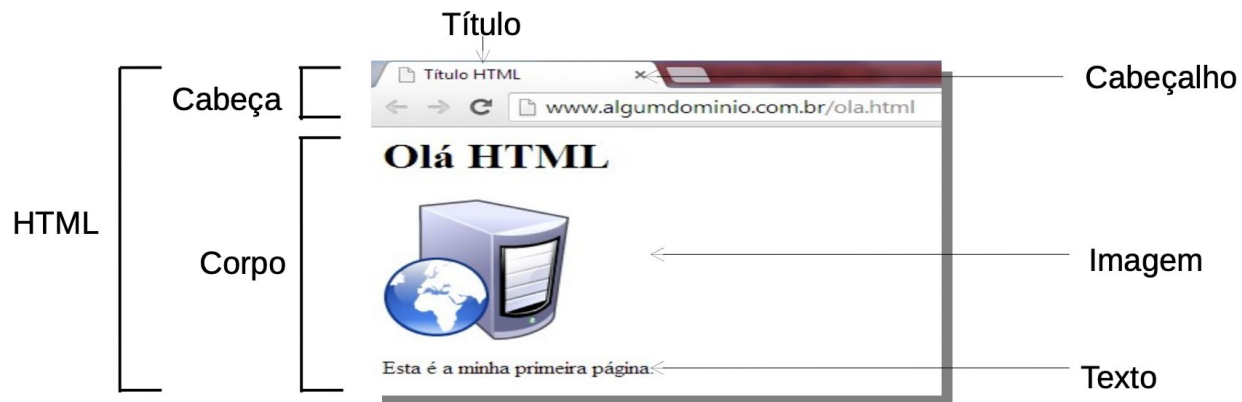 Título
Título HTML
Cabeçalho
Cabeça
www.algumdominio.com.br/ola.html
Olá HTML
HTML
Corpo
Imagem
Esta é a minha primeira página.
Texto